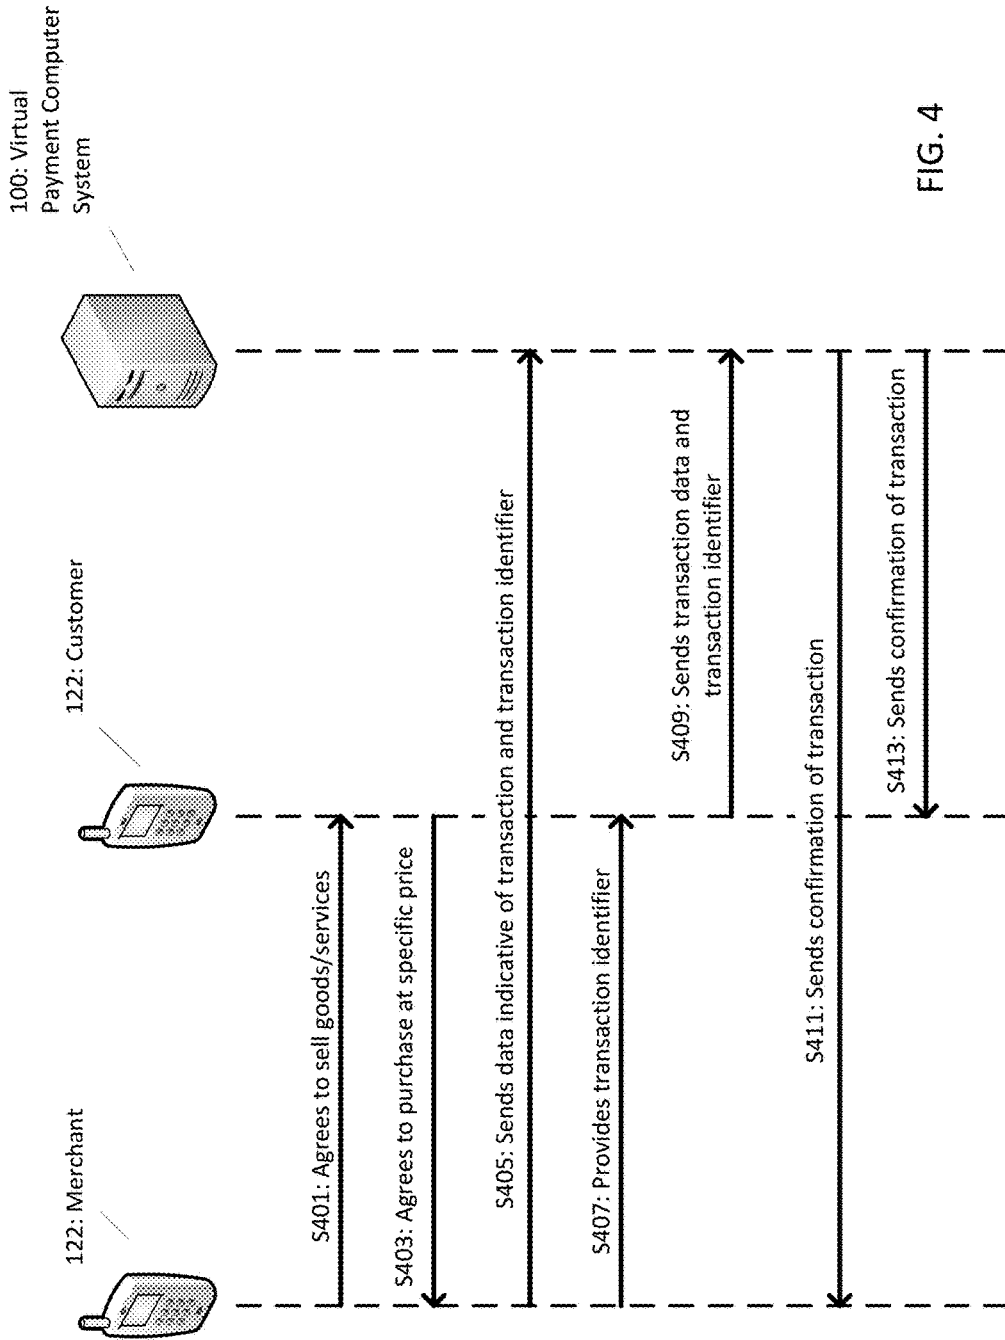 122: Merchant
122: Customer
100: Virtual
Payment Computer
System
S401: Agrees to sell goods/services
S403: Agrees to purchase at specific price
S405: Sends data indicative of transaction and transaction identifier
S407: Provides transaction identifier
S409: Sends transaction data and
transaction identifier
S411: Sends confirmation of transaction
S413: Sends confirmation of transaction
FIG. 4